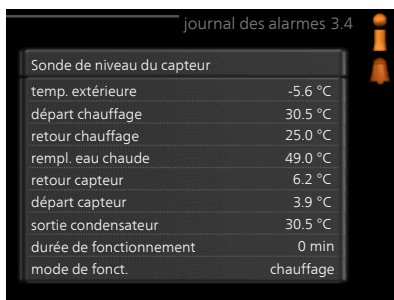 journal des alarmes 3.4
Sonde de niveau du capteur
temp. extérieure -5.6 °C
départ chauffage 30.5 °C
retour chauffage 25.0 °C
rempl. eau chaude 49.0 °C
retour capteur 6.2 °C
départ capteur 3.9 °C
sortie condensateur 30.5 °C
durée de fonctionnement 0 min
mode de fonct. chauffage